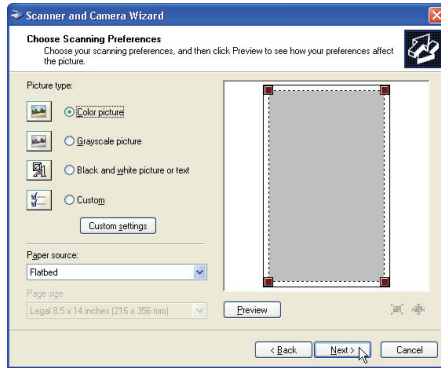 Scanner and Camera Wizard
Choose Scanning Preferences
Choose your scanning preferences, and then click Preview to see how your preferences affect
the picture.
Picture type:
Color picture
Grayscale picture
Black and white picture or text
Custom
Custom settings
Paper source:
Flatbed
Page size:
Legal 8.5 x 14 inches (216 x 356 mm)
Preview
< Back
Next >
Cancel